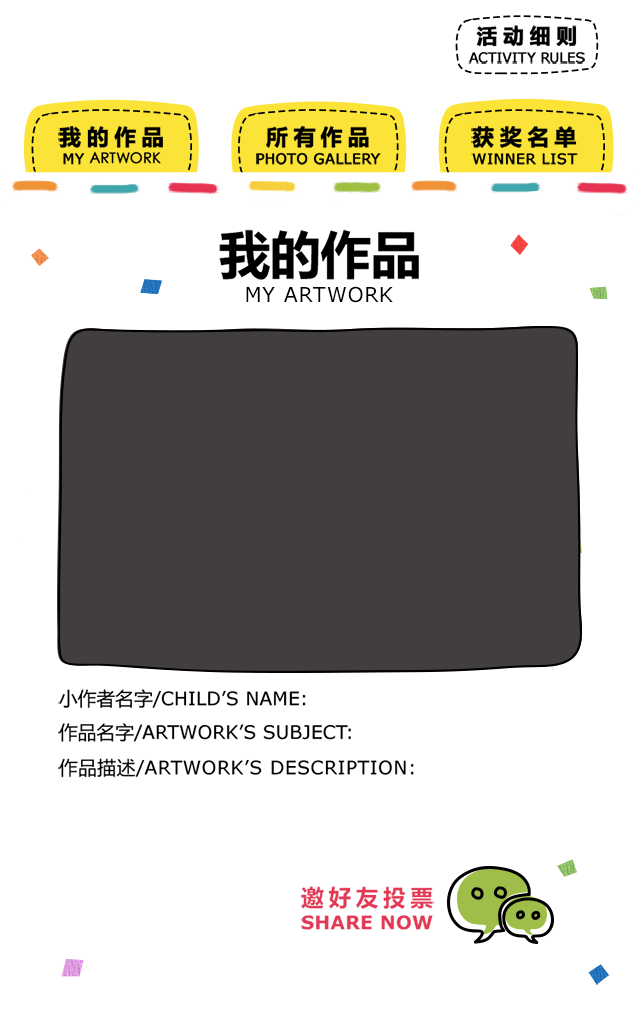 活动细则
ACTIVITY RULES
我的作品
MY ARTWORK
所有作品
PHOTO GALLERY
获奖名单
WINNER LIST
我的作品
MY ARTWORK
小作者名字/CHILD’S NAME:
作品名字/ARTWORK’S SUBJECT:
作品描述/ARTWORK’S DESCRIPTION:
邀好友投票
SHARE NOW